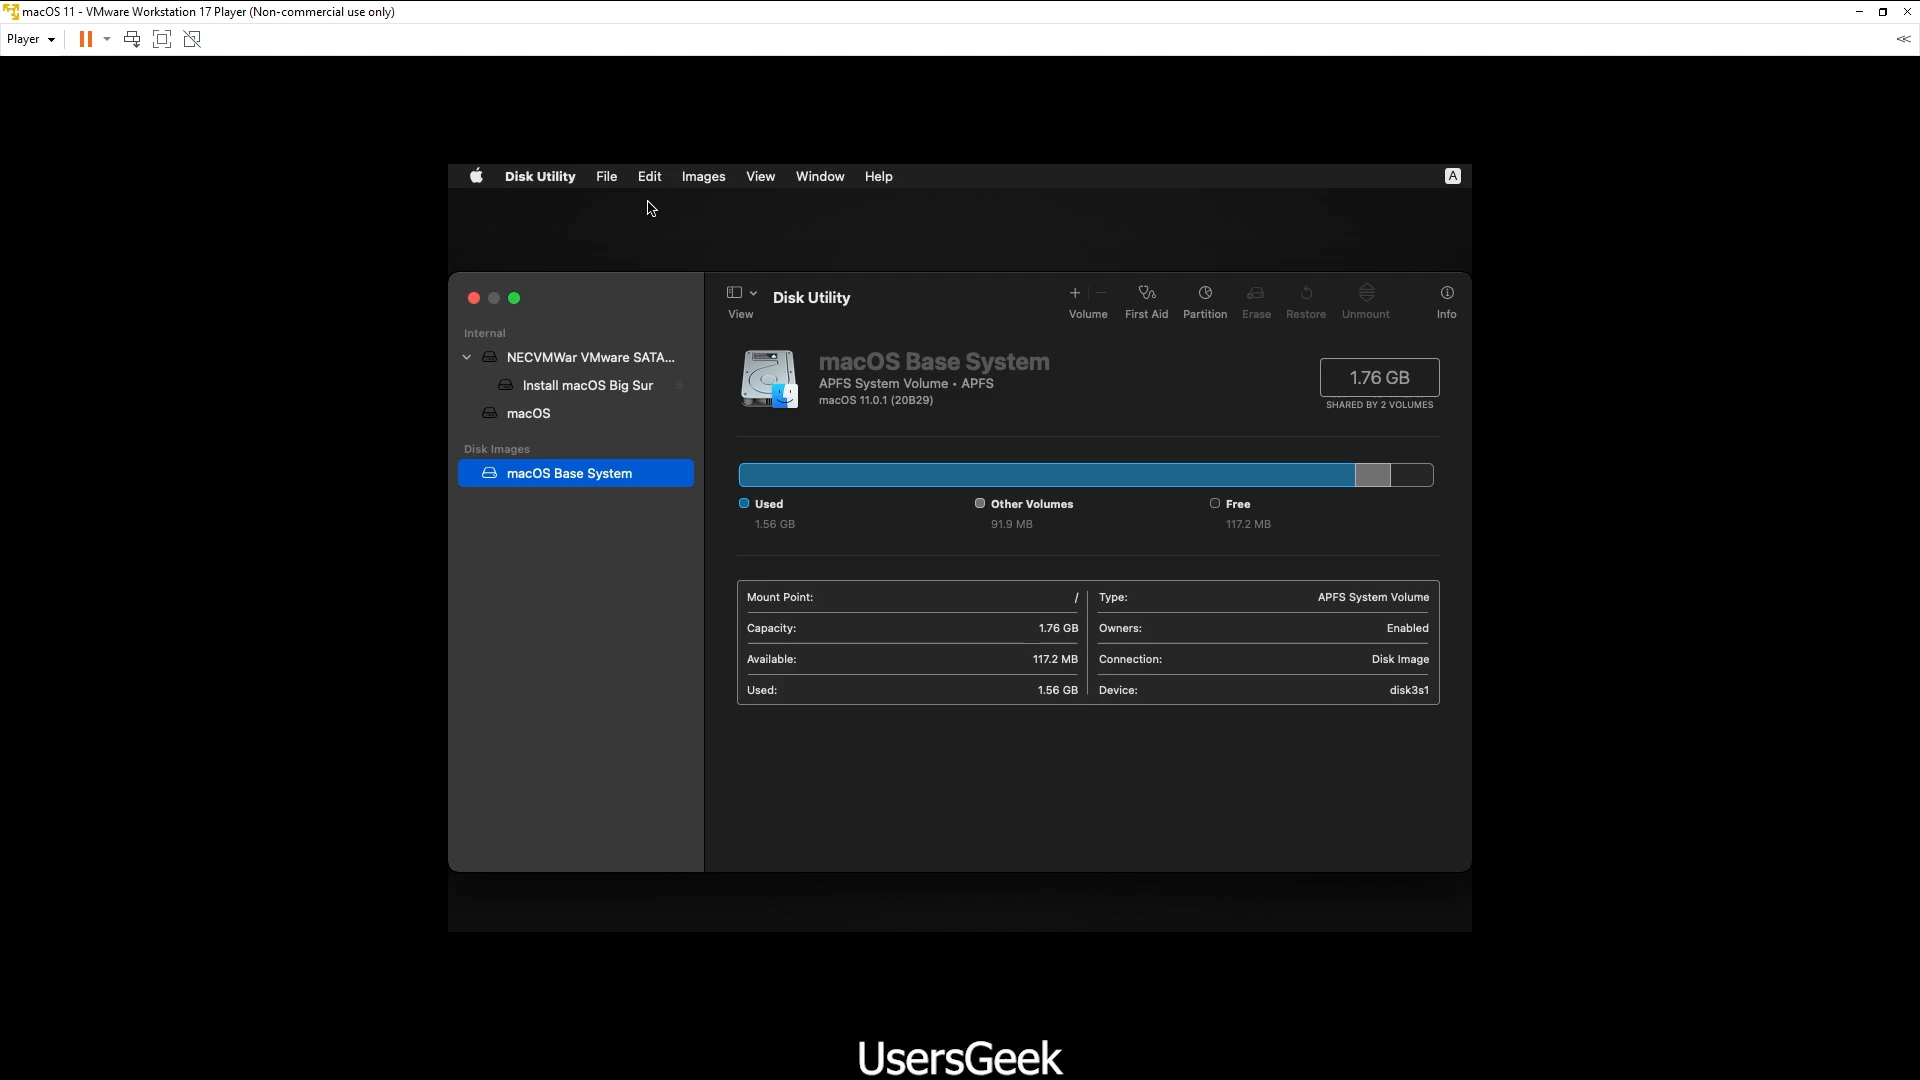 macOS 11 - VMware Workstation 17 Player (Non-commercial use only)
Player
Disk Utility File Edit Images View Window Help A
Disk Utility
View Volume First Aid Partition Erase Restore Unmount Info
Internal
NECVMWar VMware SATA...
Install macOS Big Sur
macOS
Disk Images
macOS Base System
macOS Base System
APFS System Volume • APFS
macOS 11.0.1 (20B29)
1.76 GB
SHARED BY 2 VOLUMES
Used Other Volumes Free
1.56 GB 91.9 MB 117.2 MB
Mount Point: / Type: APFS System Volume
Capacity: 1.76 GB Owners: Enabled
Available: 117.2 MB Connection: Disk Image
Used: 1.56 GB Device: disk3s1
UsersGeek